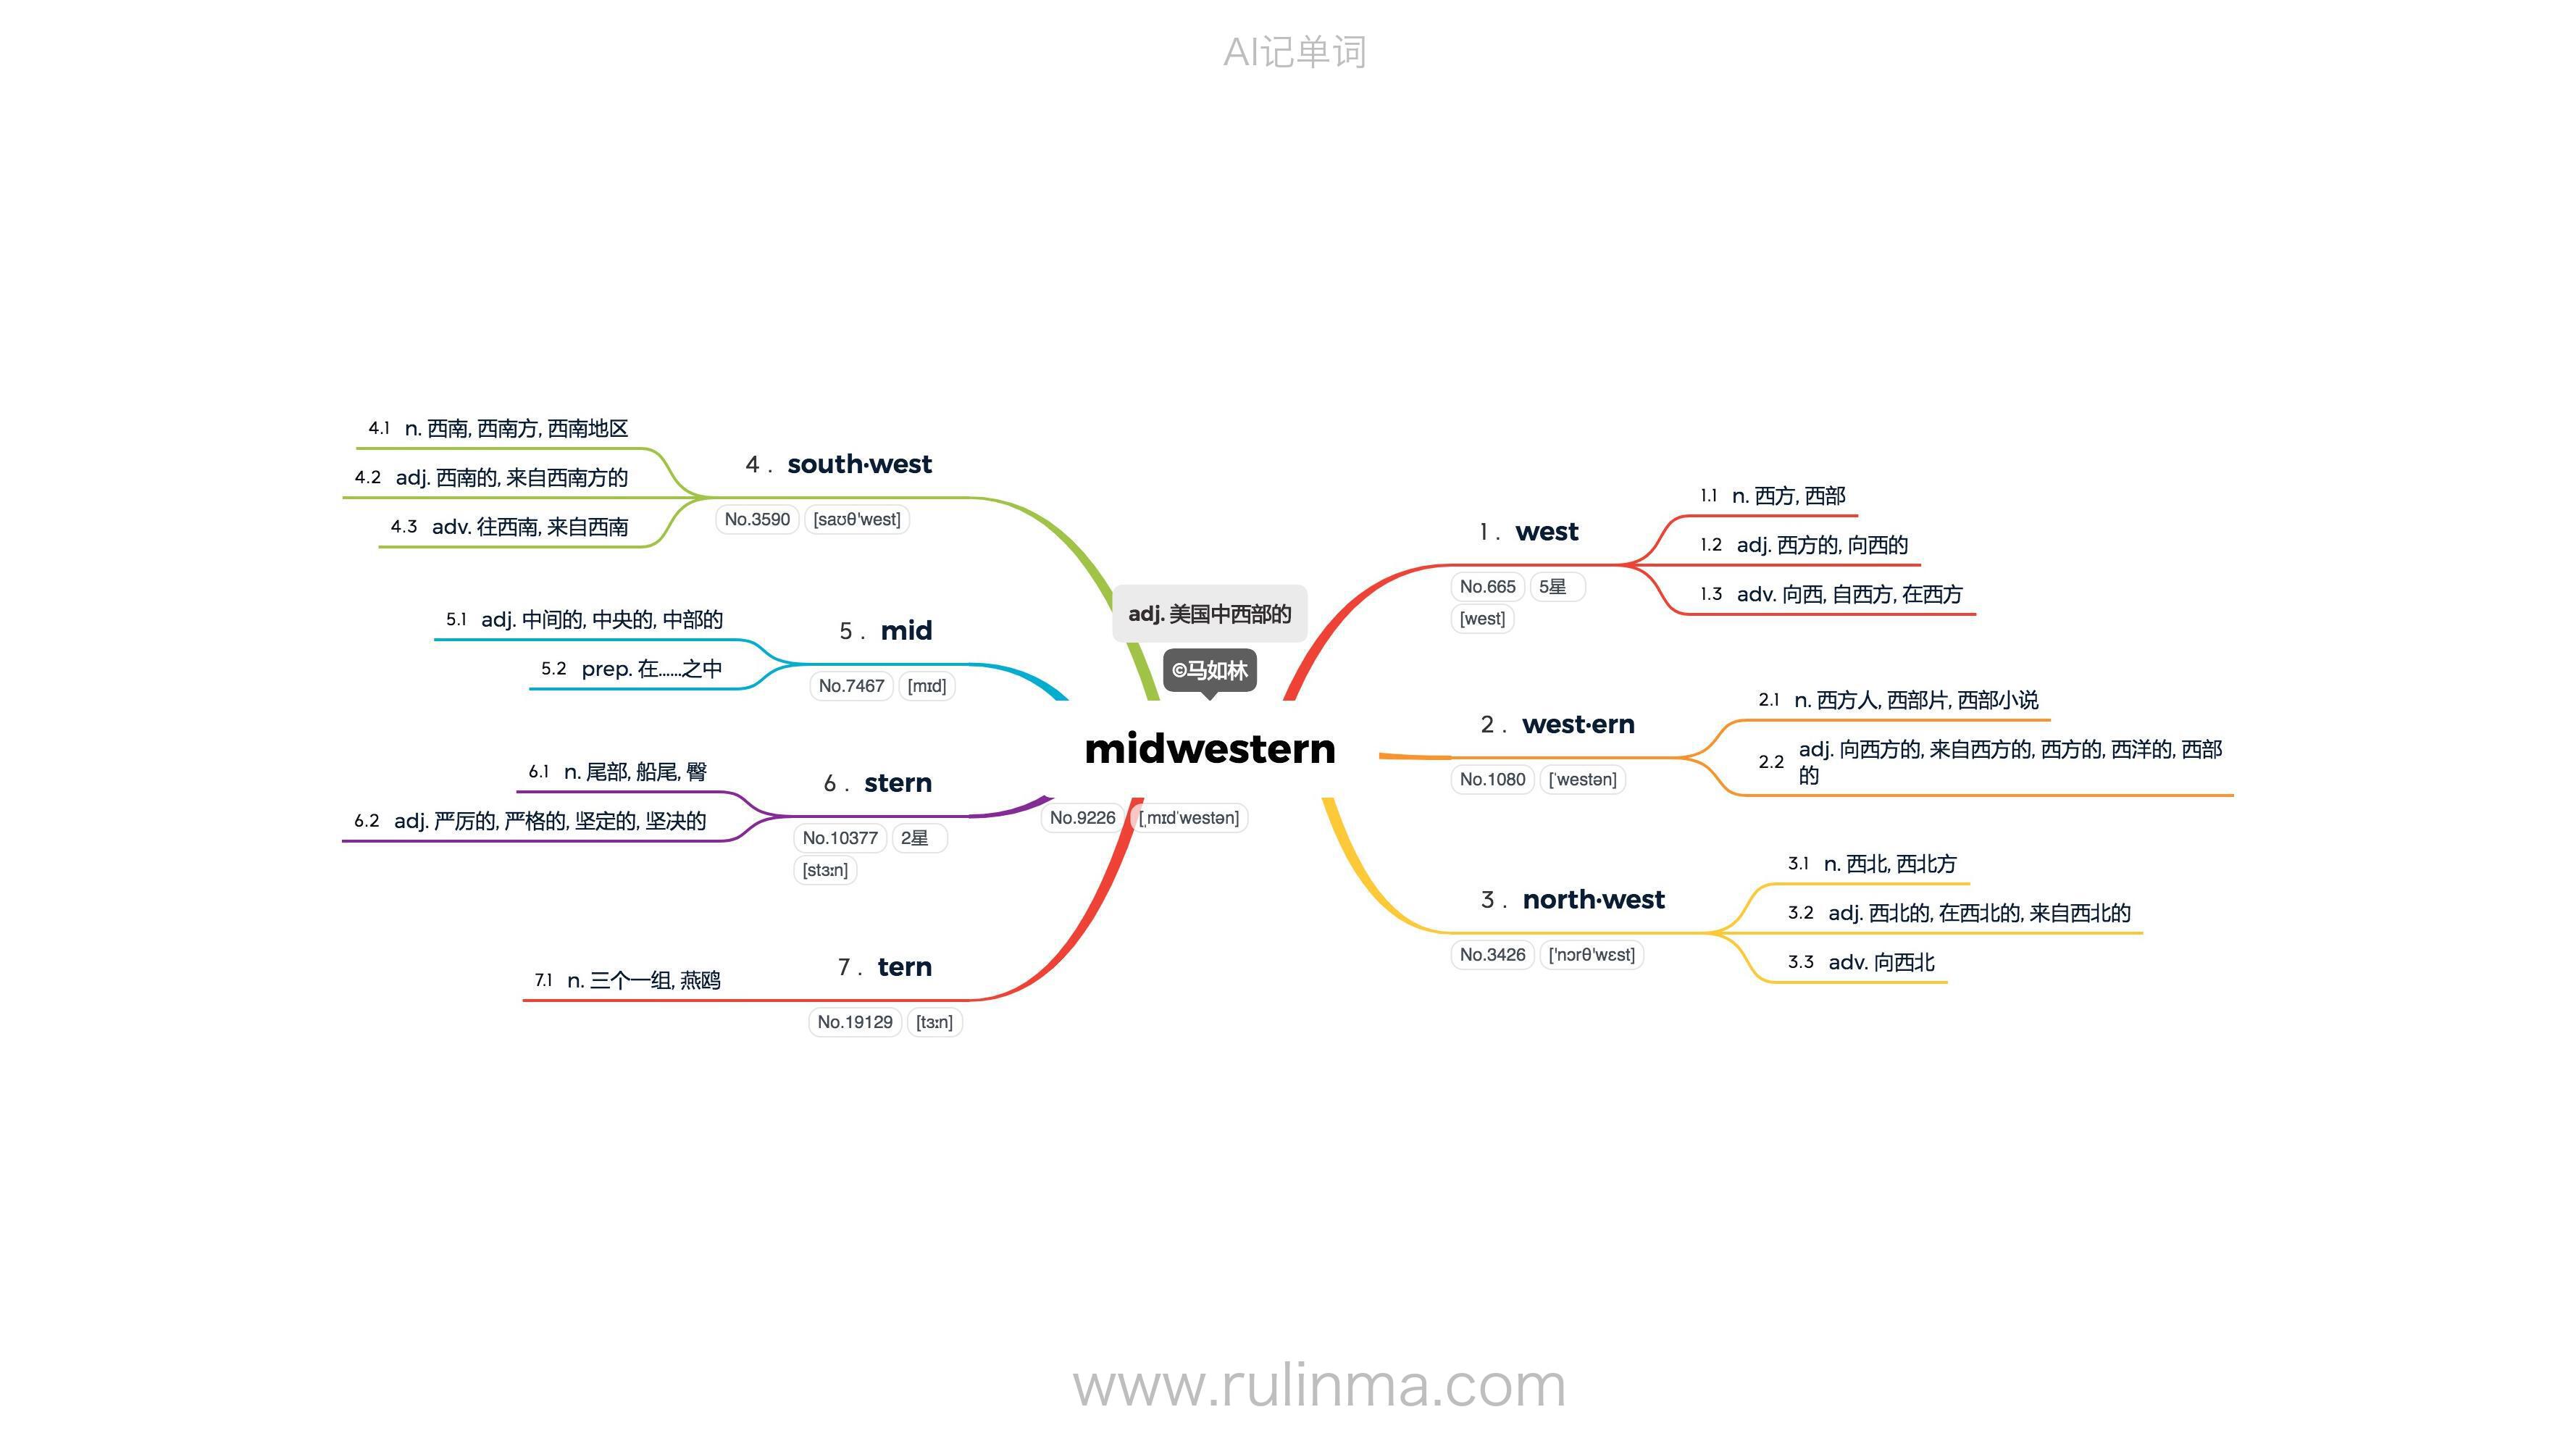 AI记单词
adj. 美国中西部的
©马如林
midwestern
No.9226 [ˌmɪdˈwestən]
1 . west
No.665 5星
[west]
1.1 n. 西方, 西部
1.2 adj. 西方的, 向西的
1.3 adv. 向西, 自西方, 在西方
2 . west·ern
No.1080 [ˈwestən]
2.1 n. 西方人, 西部片, 西部小说
2.2 adj. 向西方的, 来自西方的, 西方的, 西洋的, 西部
的
3 . north·west
No.3426 ['nɔrθ'wɛst]
3.1 n. 西北, 西北方
3.2 adj. 西北的, 在西北的, 来自西北的
3.3 adv. 向西北
4 . south·west
No.3590 [saʊθ'west]
4.1 n. 西南, 西南方, 西南地区
4.2 adj. 西南的, 来自西南方的
4.3 adv. 往西南, 来自西南
5 . mid
No.7467 [mɪd]
5.1 adj. 中间的, 中央的, 中部的
5.2 prep. 在……之中
6 . stern
No.10377 2星
[stɜːn]
6.1 n. 尾部, 船尾, 臀
6.2 adj. 严厉的, 严格的, 坚定的, 坚决的
7 . tern
No.19129 [tɜːn]
7.1 n. 三个一组, 燕鸥
www.rulinma.com